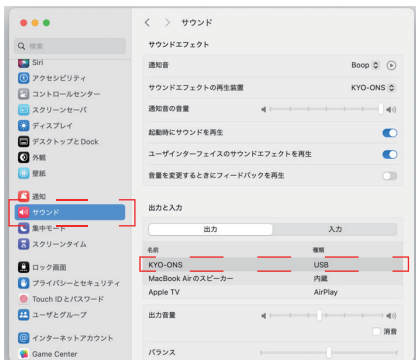 サウンド
検索
Siri
アクセシビリティ
コントロールセンター
スクリーンセーバ
ディスプレイ
デスクトップとDock
外観
壁紙
通知
サウンド
集中モード
スクリーンタイム
ロック画面
プライバシーとセキュリティ
Touch IDとパスワード
ユーザとグループ
インターネットアカウント
Game Center
サウンドエフェクト
通知音 Boop
サウンドエフェクトの再生装置 KYO-ONS
通知音の音量
起動時にサウンドを再生
ユーザインターフェイスのサウンドエフェクトを再生
音量を変更するときにフィードバックを再生
出力と入力
出力 入力
名前 種類
KYO-ONS USB
MacBook Airのスピーカー 内蔵
Apple TV AirPlay
出力音量
消音
バランス